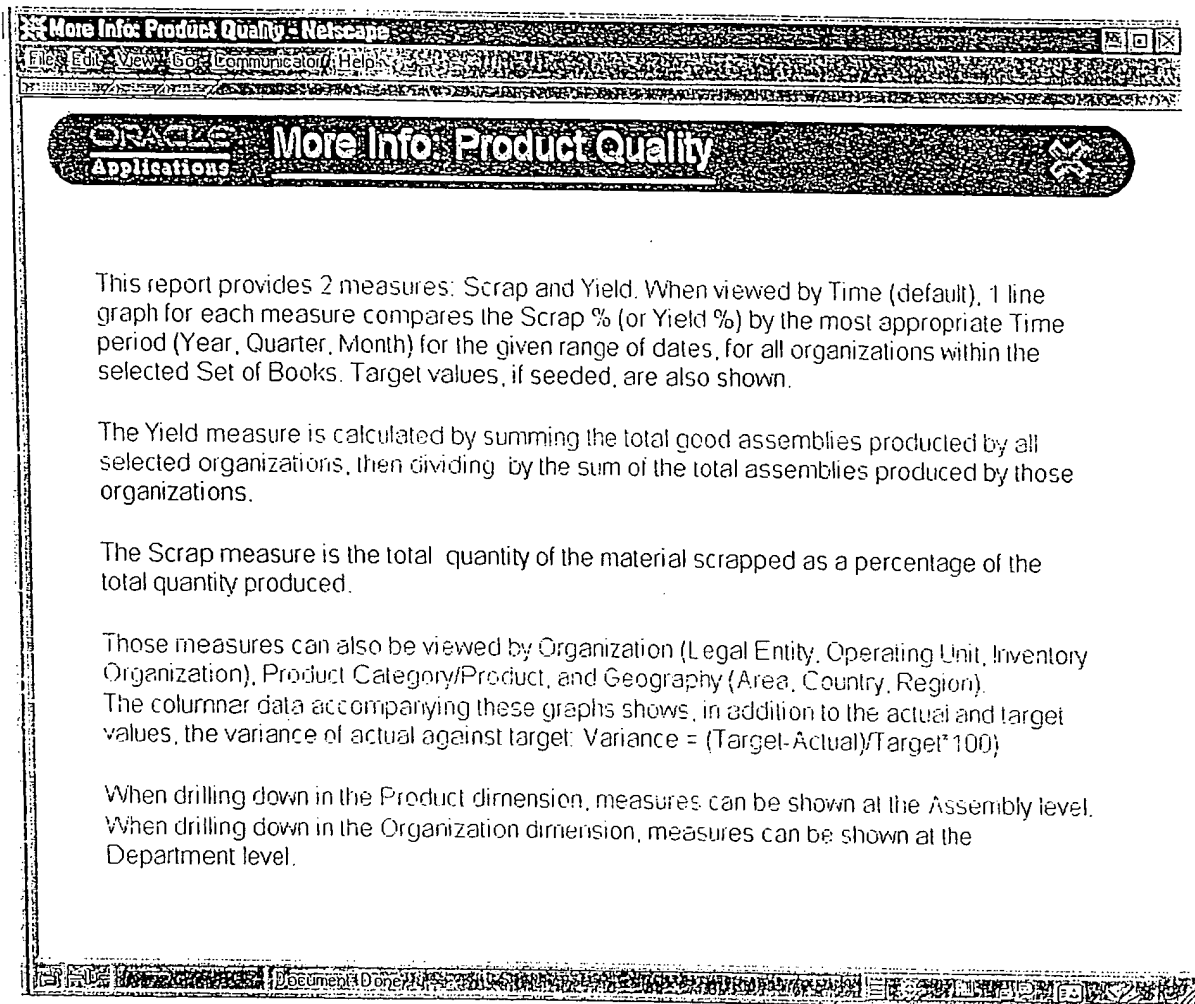 More Info: Product Quality - Netscape
File Edit View Go Communicator Help
ORACLE
Applications
More Info: Product Quality
This report provides 2 measures: Scrap and Yield. When viewed by Time (default), 1 line
graph for each measure compares the Scrap % (or Yield %) by the most appropriate Time
period (Year, Quarter, Month) for the given range of dates, for all organizations within the
selected Set of Books. Target values, if seeded, are also shown.
The Yield measure is calculated by summing the total good assemblies producted by all
selected organizations, then dividing by the sum of the total assemblies produced by those
organizations.
The Scrap measure is the total quantity of the material scrapped as a percentage of the
total quantity produced.
Those measures can also be viewed by Organization (Legal Entity, Operating Unit, Inventory
Organization), Product Category/Product, and Geography (Area, Country, Region).
The columnar data accompanying these graphs shows, in addition to the actual and target
values, the variance of actual against target: Variance = (Target-Actual)/Target*100)
When drilling down in the Product dimension, measures can be shown at the Assembly level.
When drilling down in the Organization dimension, measures can be shown at the
Department level.
Document: Done